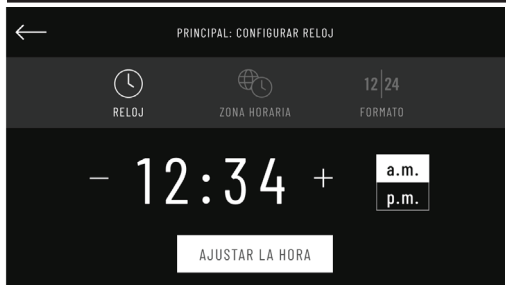 PRINCIPAL: CONFIGURAR RELOJ
12|24
RELOJ
ZONA HORARIA
FORMATO
− 12:34 +
a.m.
p.m.
AJUSTAR LA HORA